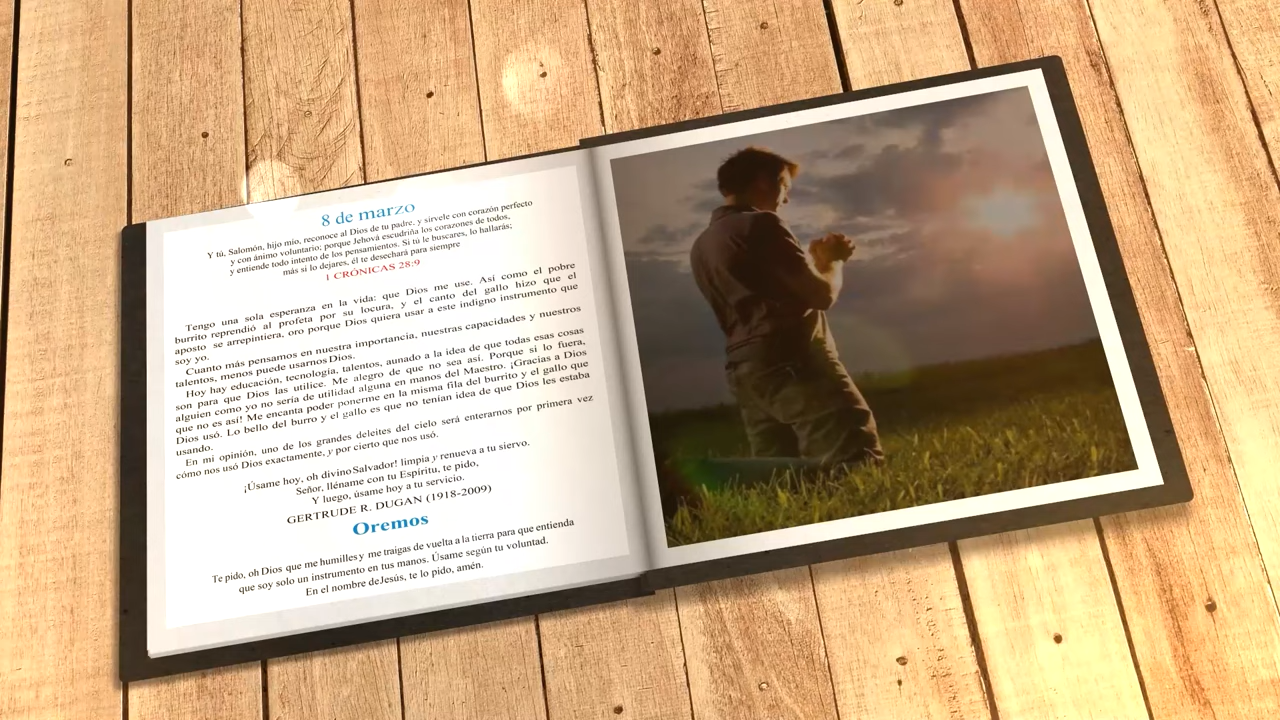 8 de marzo
Y tú, Salomón, hijo mío, reconoce al Dios de tu padre, y sírvele con corazón perfecto
y con ánimo voluntario; porque Jehová escudriña los corazones de todos,
y entiende todo intento de los pensamientos. Si tú le buscares, lo hallarás;
más si lo dejares, él te desechará para siempre
1 CRÓNICAS 28:9
Tengo una sola esperanza en la vida: que Dios me use. Así como el pobre
burrito reprendió al profeta por su locura, y el canto del gallo hizo que el
aposto se arrepintiera, oro porque Dios quiera usar a este indigno instrumento que
soy yo.
Cuanto más pensamos en nuestra importancia, nuestras capacidades y nuestros
talentos, menos puede usarnos Dios.
Hoy hay educación, tecnología, talentos, aunado a la idea de que todas esas cosas
son para que Dios las utilice. Me alegro de que no sea así. Porque si lo fuera,
alguien como yo no sería de utilidad alguna en manos del Maestro. ¡Gracias a Dios
que no es así! Me encanta poder ponerme en la misma fila del burrito y el gallo que
Dios usó. Lo bello del burro y el gallo es que no tenían idea de que Dios les estaba
usando.
En mi opinión, uno de los grandes deleites del cielo será enterarnos por primera vez
cómo nos usó Dios exactamente, y por cierto que nos usó.
¡Úsame hoy, oh divino Salvador! limpia y renueva a tu siervo.
Señor, lléname con tu Espíritu, te pido,
Y luego, úsame hoy a tu servicio.
GERTRUDE R. DUGAN (1918-2009)
Oremos
Te pido, oh Dios que me humilles y me traigas de vuelta a la tierra para que entienda
que soy solo un instrumento en tus manos. Úsame según tu voluntad.
En el nombre de Jesús, te lo pido, amén.